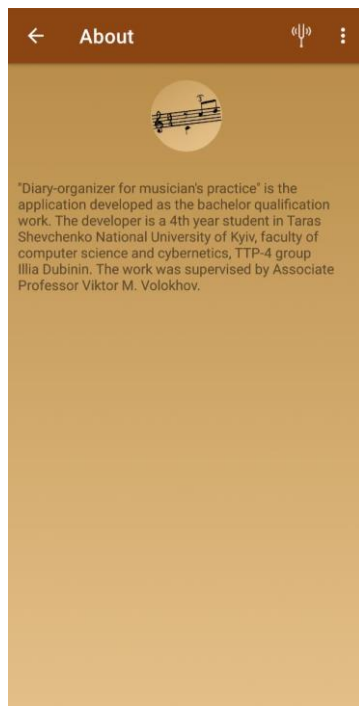 About
"Diary-organizer for musician's practice" is the
application developed as the bachelor qualification
work. The developer is a 4th year student in Taras
Shevchenko National University of Kyiv, faculty of
computer science and cybernetics, TTP-4 group
Illia Dubinin. The work was supervised by Associate
Professor Viktor M. Volokhov.